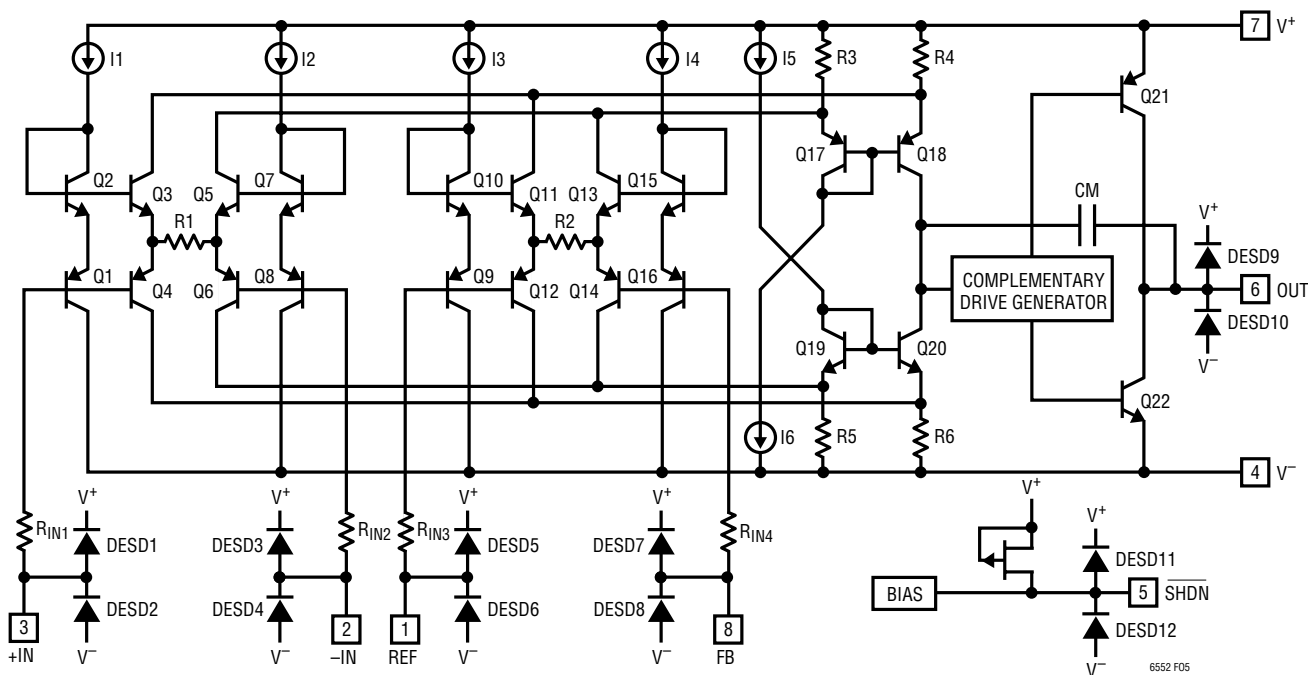 7 V+
I1 I2 I3 I4 I5 R3 R4
Q21
Q17 Q18
Q2 Q3 Q5 Q7 Q10 Q11 Q13 Q15
CM
V+
R1 R2
DESD9
Q1 Q4 Q6 Q8 Q9 Q12 Q14 Q16
COMPLEMENTARY
DRIVE GENERATOR
6 OUT
DESD10
V−
Q19 Q20
Q22
I6 R5 R6
4 V−
V+ V+ V+ V+ V+
V+
RIN1 DESD1 DESD3 RIN2 RIN3 DESD5 DESD7 RIN4
DESD11
BIAS
5 SHDN
DESD2 DESD4 DESD6 DESD8
DESD12
3 2 1 8
+IN V− V− −IN REF V− V− FB
V−
6552 F05